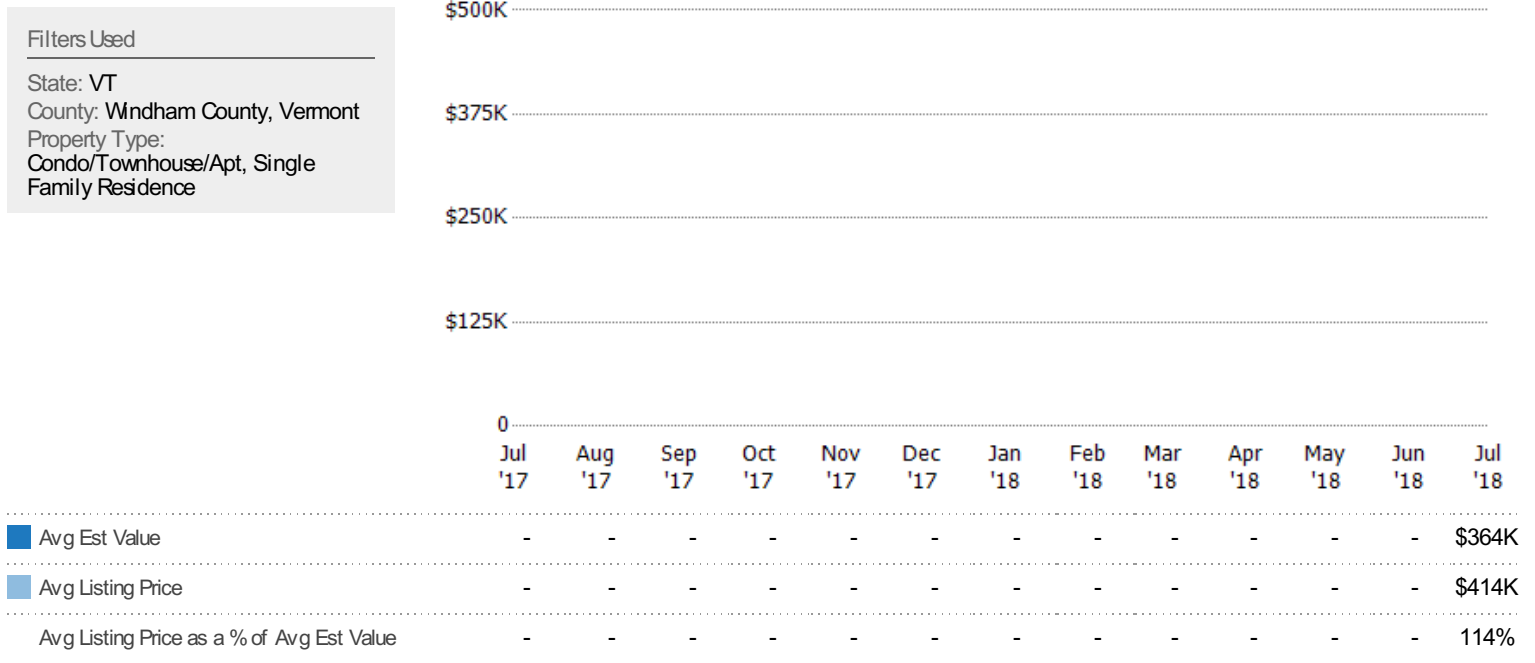 Filters Used
State: VT
County: Windham County, Vermont
Property Type:
Condo/Townhouse/Apt, Single
Family Residence
$500K
$375K
$250K
$125K
0
Jul Aug Sep Oct Nov Dec Jan Feb Mar Apr May Jun Jul
'17 '17 '17 '17 '17 '17 '18 '18 '18 '18 '18 '18 '18
Avg Est Value - - - - - - - - - - - - $364K
Avg Listing Price - - - - - - - - - - - - $414K
Avg Listing Price as a % of Avg Est Value - - - - - - - - - - - - 114%